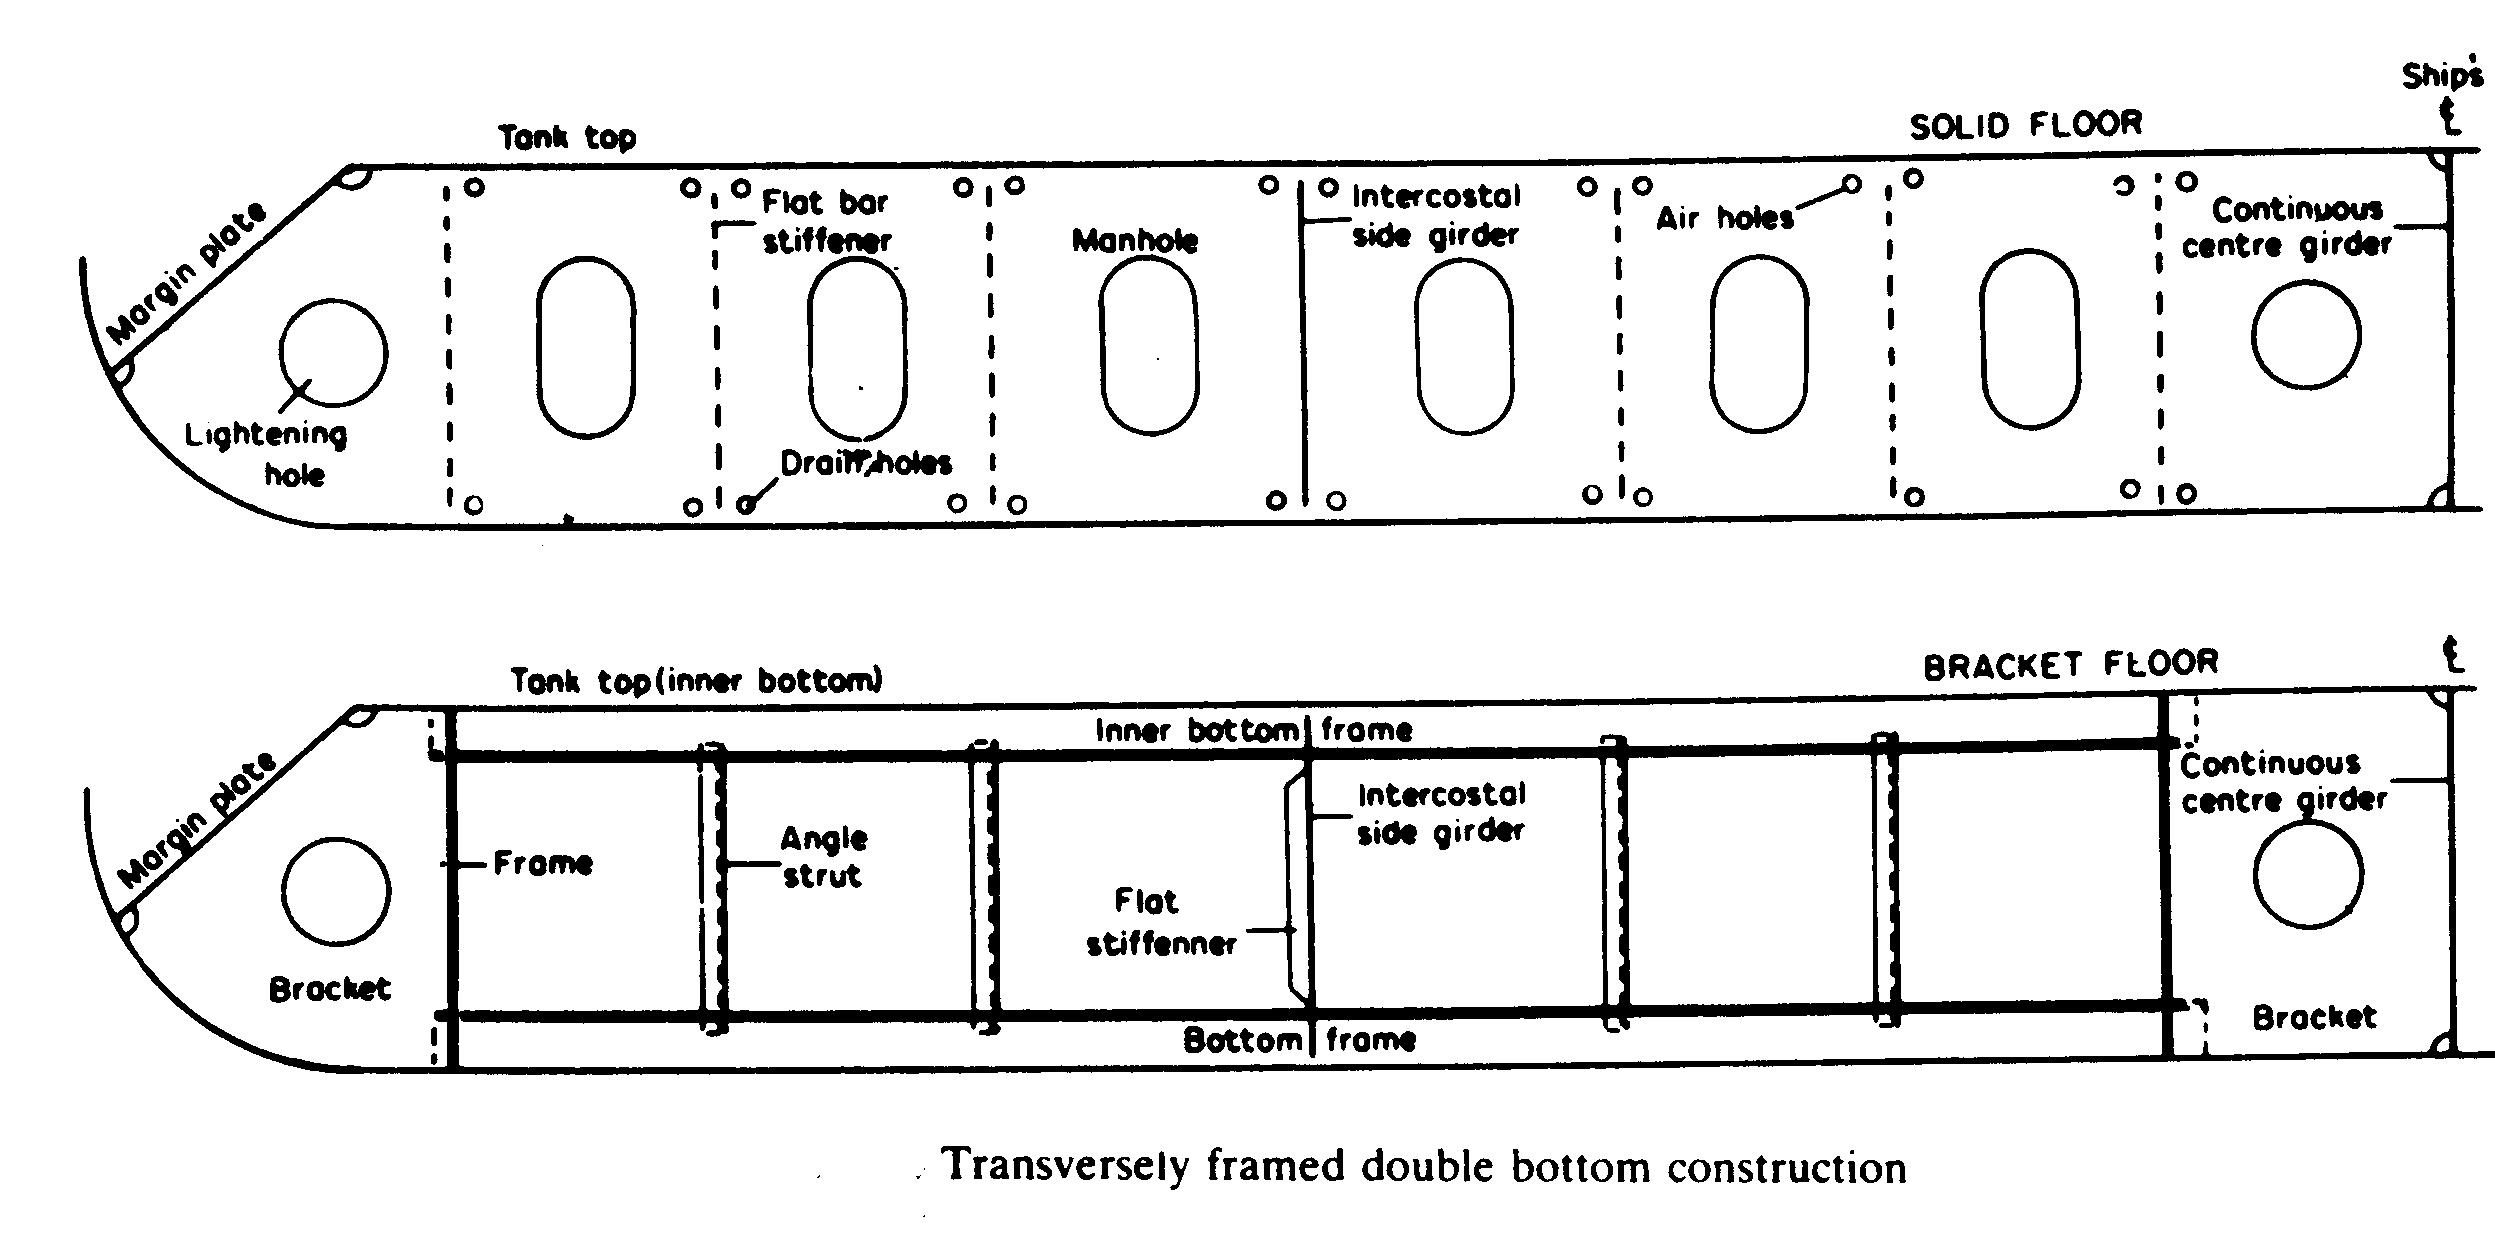 Ship's
℄
Tank top
SOLID FLOOR
Margin plate
Flat bar
stiffener
Manhole
Intercostal
side girder
Air holes
Continuous
centre girder
Lightening
hole
Drain holes
℄
Tank top (inner bottom)
BRACKET FLOOR
Inner bottom frame
Margin plate
Continuous
centre girder
Intercostal
side girder
Angle
strut
Frame
Flat
stiffenner
Bracket
Bracket
Bottom frame
Transversely framed double bottom construction